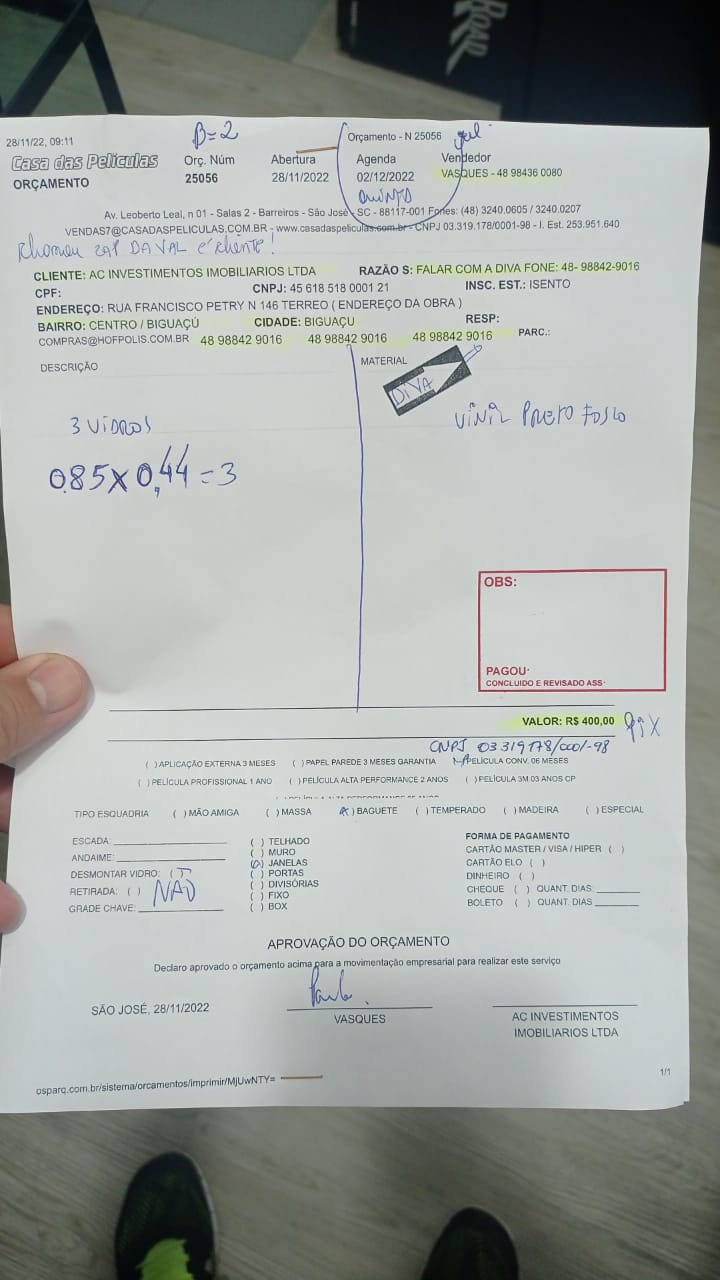 ROAR
28/11/22, 09:11
B=2
Orçamento - N 25056
Casa das Películas
ORÇAMENTO
Orç. Núm
25056
Abertura
28/11/2022
Agenda
02/12/2022
Vendedor
VASQUES - 48 98436 0080
Av. Leoberto Leal, n 01 - Salas 2 - Barreiros - São José - SC - 88117-001 Fones: (48) 3240.0605 / 3240.0207
VENDAS7@CASADASPELICULAS.COM.BR - www.casadaspeliculas.com.br - CNPJ 03.319.178/0001-98 - I. Est. 253.951.640
ZAP DA VAL é cliente!
CLIENTE: AC INVESTIMENTOS IMOBILIARIOS LTDA RAZÃO S: FALAR COM A DIVA FONE: 48- 98842-9016
CPF: CNPJ: 45 618 518 0001 21 INSC. EST.: ISENTO
ENDEREÇO: RUA FRANCISCO PETRY N 146 TERREO ( ENDEREÇO DA OBRA )
BAIRRO: CENTRO / BIGUAÇÚ CIDADE: BIGUAÇU RESP:
COMPRAS@HOFPOLIS.COM.BR 48 98842 9016 48 98842 9016 48 98842 9016 PARC.:
DESCRIÇÃO
MATERIAL
DIVA
3 VIDROS
VINIL PRETO FOSCO
0.85 x 0,44 = 3
OBS:
PAGOU:
CONCLUIDO E REVISADO ASS:
VALOR: R$ 400,00 PiX
CNPJ 03 319 178/0001-98
( ) APLICAÇÃO EXTERNA 3 MESES ( ) PAPEL PAREDE 3 MESES GARANTIA PELÍCULA CONV. 06 MESES
( ) PELÍCULA PROFISSIONAL 1 ANO ( ) PELÍCULA ALTA PERFORMANCE 2 ANOS ( ) PELÍCULA 3M 03 ANOS CP
TIPO ESQUADRIA ( ) MÃO AMIGA ( ) MASSA (x) BAGUETE ( ) TEMPERADO ( ) MADEIRA ( ) ESPECIAL
ESCADA:
ANDAIME:
DESMONTAR VIDRO: ( )
RETIRADA: ( ) NÃO
GRADE CHAVE:
( ) TELHADO
( ) MURO
(x) JANELAS
( ) PORTAS
( ) DIVISÓRIAS
( ) FIXO
( ) BOX
FORMA DE PAGAMENTO
CARTÃO MASTER / VISA / HIPER ( )
CARTÃO ELO ( )
DINHEIRO ( )
CHEQUE ( ) QUANT. DIAS:
BOLETO ( ) QUANT. DIAS
APROVAÇÃO DO ORÇAMENTO
Declaro aprovado o orçamento acima para a movimentação empresarial para realizar este serviço
SÃO JOSÉ, 28/11/2022
VASQUES
AC INVESTIMENTOS
IMOBILIARIOS LTDA
osparq.com.br/sistema/orcamentos/imprimir/MjUwNTY=
1/1